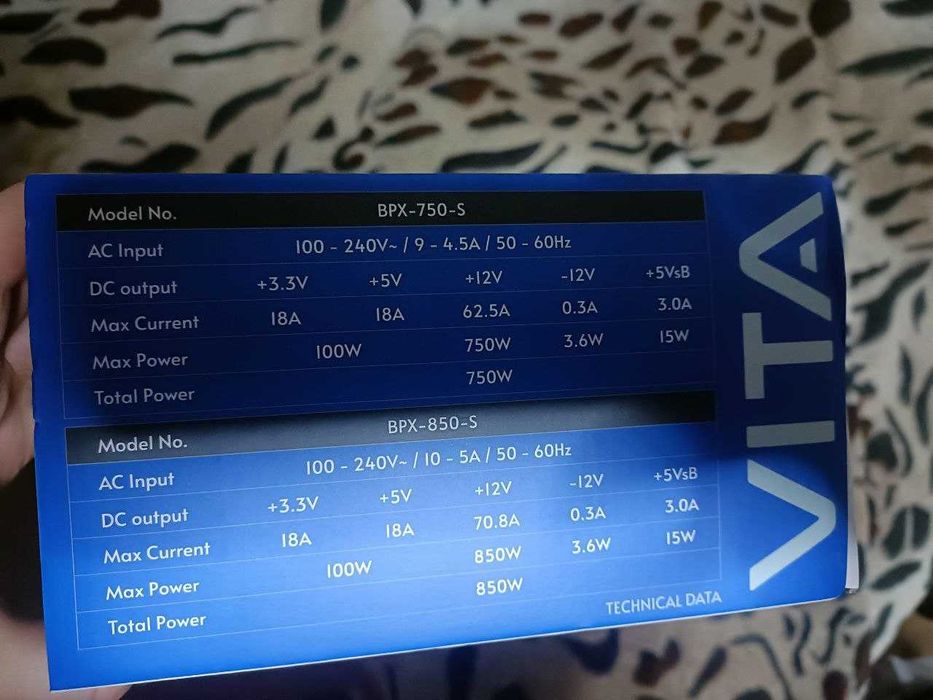 Model No. BPX-750-S
AC Input 100 - 240V~ / 9 - 4.5A / 50 - 60Hz
DC output +3.3V +5V +12V -12V +5VsB
Max Current 18A 18A 62.5A 0.3A 3.0A
Max Power 100W 750W 3.6W 15W
Total Power 750W
Model No. BPX-850-S
AC Input 100 - 240V~ / 10 - 5A / 50 - 60Hz
DC output +3.3V +5V +12V -12V +5VsB
Max Current 18A 18A 70.8A 0.3A 3.0A
Max Power 100W 850W 3.6W 15W
Total Power 850W
TECHNICAL DATA
VITA